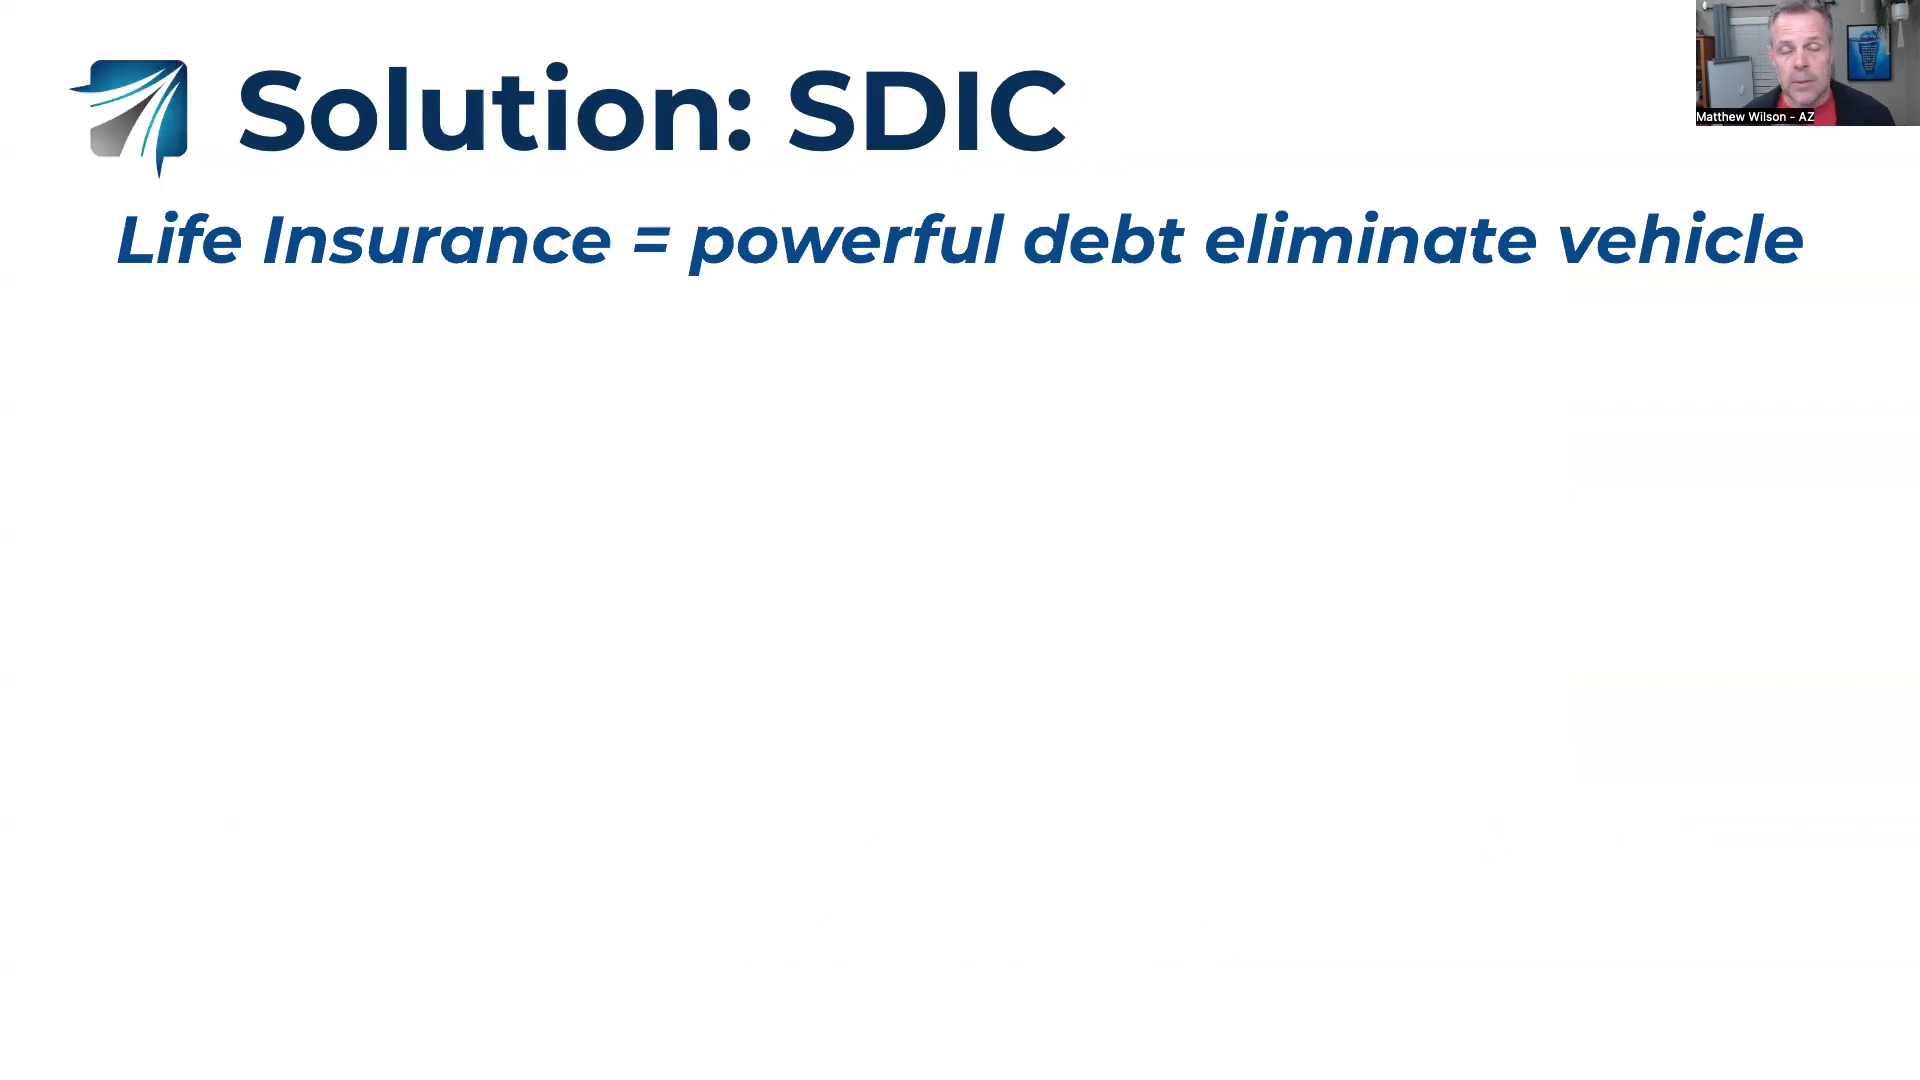 Solution: SDIC
Matthew Wilson - AZ
Life Insurance = powerful debt eliminate vehicle